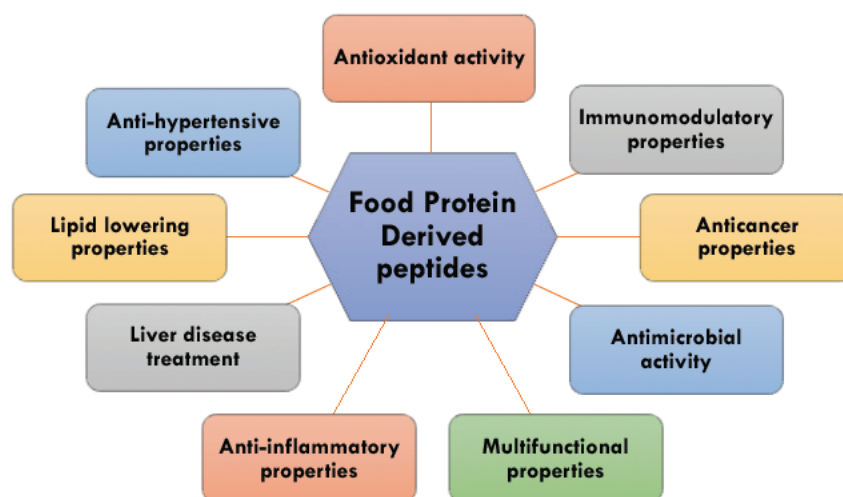 Antioxidant activity
Anti-hypertensive
properties
Immunomodulatory
properties
Food Protein
Derived
peptides
Lipid lowering
properties
Anticancer
properties
Liver disease
treatment
Antimicrobial
activity
Anti-inflammatory
properties
Multifunctional
properties